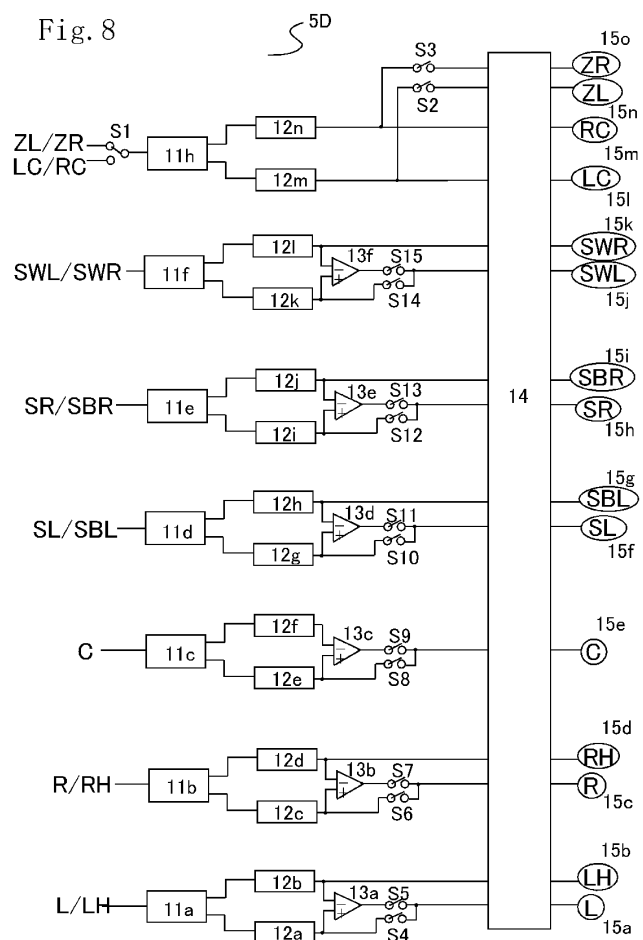 Fig. 8
5D
15o
S3
ZR
S2
ZL
15n
ZL/ZR
S1
12n
RC
LC/RC
11h
15m
12m
LC
15l
15k
12l
13f
S15
SWR
SWL/SWR
11f
SWL
12k
S14
15j
15i
12j
13e
S13
SBR
SR/SBR
11e
14
SR
12i
S12
15h
15g
12h
13d
S11
SBL
SL/SBL
11d
SL
12g
S10
15f
12f
13c
S9
15e
C
11c
C
12e
S8
15d
12d
13b
S7
RH
R/RH
11b
R
12c
S6
15c
15b
12b
13a
S5
LH
L/LH
11a
L
12a
S4
15a